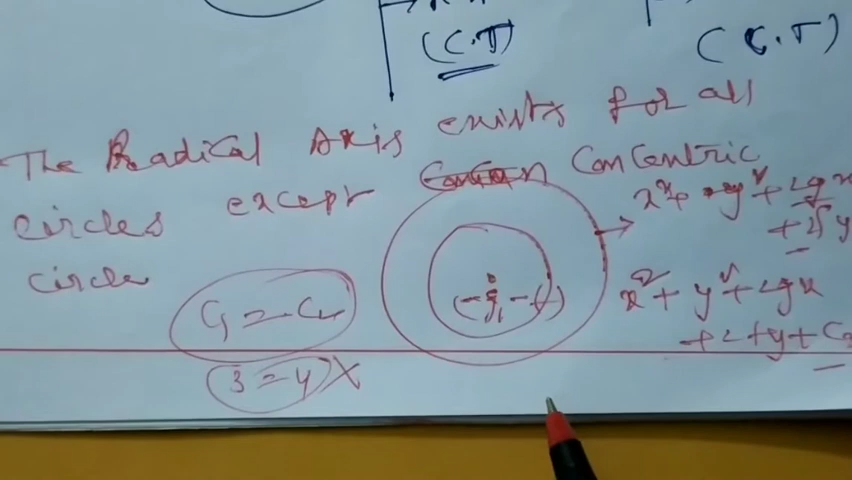 (C.T)
(C.T)
The Radical Axis exists for all
circles except Concentric
circle
x² + y² + 2gx
+ 2fy
(-g, -f)
x² + y² + 2gx
+ 2fy + C₂
C₁ = C₂
3 = 4 X